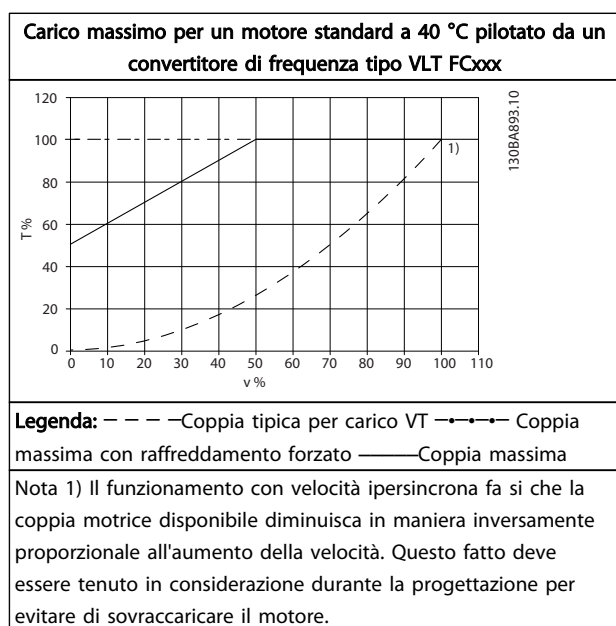 Carico massimo per un motore standard a 40 °C pilotato da un
convertitore di frequenza tipo VLT FCxxx
120
100
80
60
40
20
0
T %
0 10 20 30 40 50 60 70 80 90 100 110
v %
1)
130BA893.10
Legenda: – – – –Coppia tipica per carico VT –•–•–•– Coppia
massima con raffreddamento forzato ———Coppia massima
Nota 1) Il funzionamento con velocità ipersincrona fa si che la
coppia motrice disponibile diminuisca in maniera inversamente
proporzionale all'aumento della velocità. Questo fatto deve
essere tenuto in considerazione durante la progettazione per
evitare di sovraccaricare il motore.